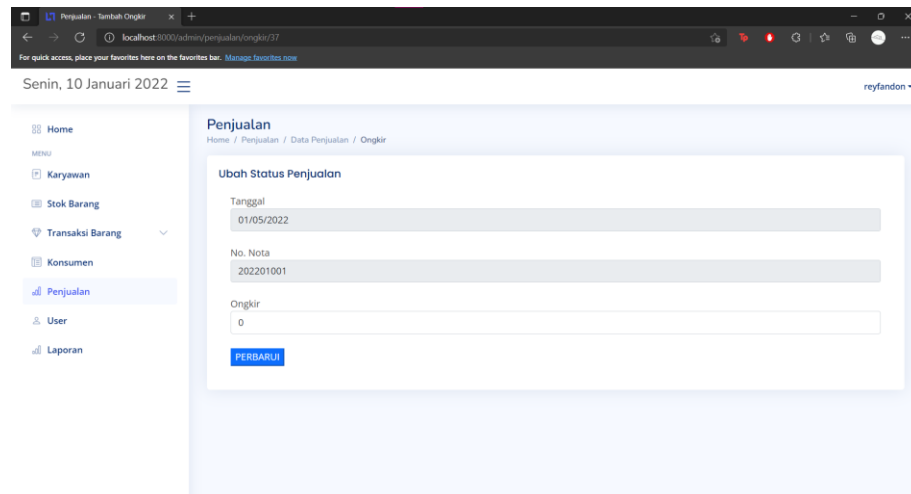 Penjualan - Tambah Ongkir
localhost:8000/admin/penjualan/ongkir/37
For quick access, place your favorites here on the favorites bar. Manage favorites now
Senin, 10 Januari 2022
reyfandon
Home
MENU
Karyawan
Stok Barang
Transaksi Barang
Konsumen
Penjualan
User
Laporan
Penjualan
Home / Penjualan / Data Penjualan / Ongkir
Ubah Status Penjualan
Tanggal
01/05/2022
No. Nota
202201001
Ongkir
0
PERBARUI